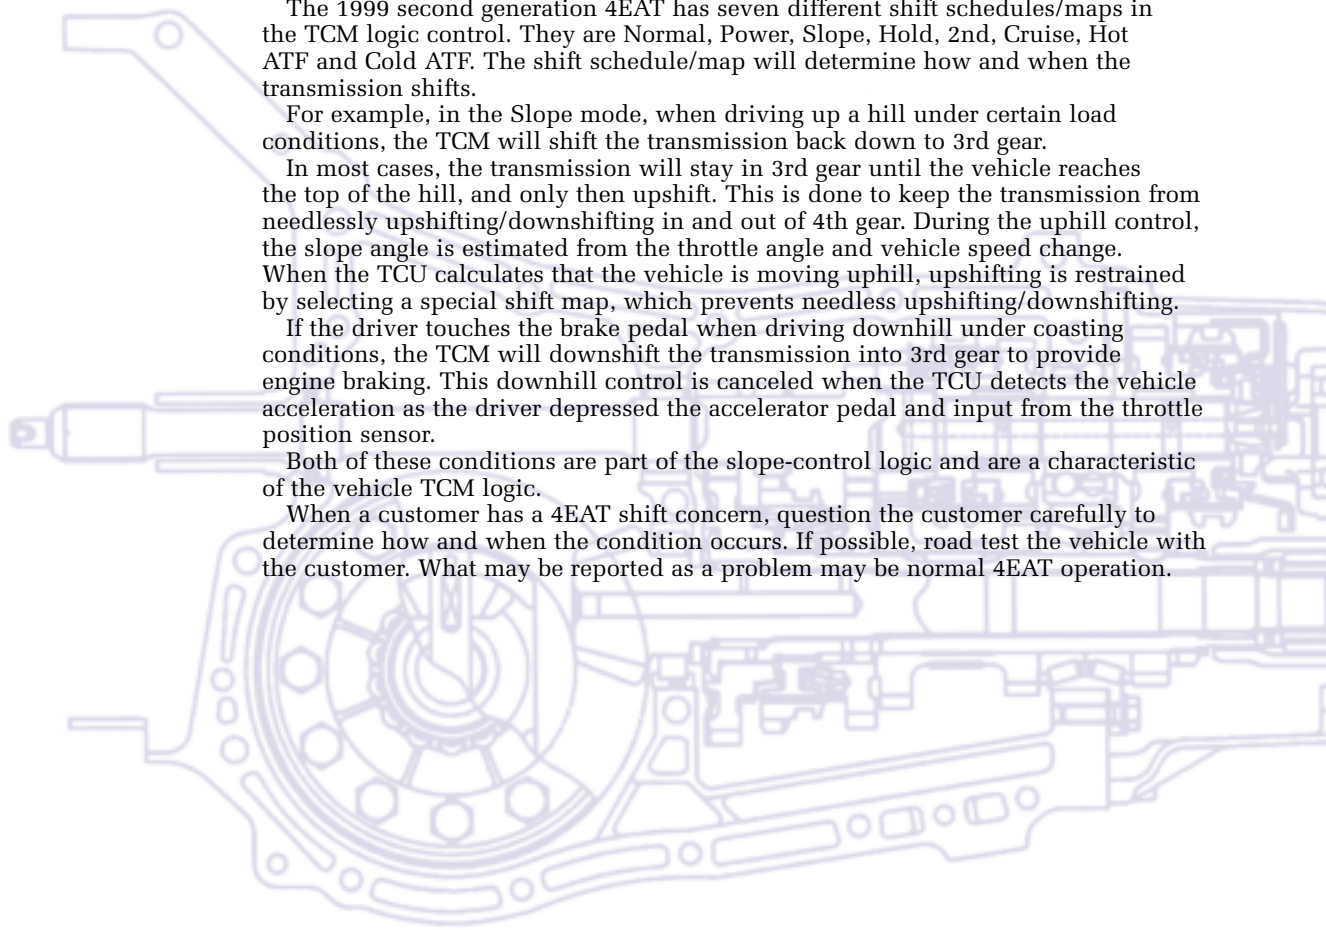 The 1999 second generation 4EAT has seven different shift schedules/maps in
the TCM logic control. They are Normal, Power, Slope, Hold, 2nd, Cruise, Hot
ATF and Cold ATF. The shift schedule/map will determine how and when the
transmission shifts.
For example, in the Slope mode, when driving up a hill under certain load
conditions, the TCM will shift the transmission back down to 3rd gear.
In most cases, the transmission will stay in 3rd gear until the vehicle reaches
the top of the hill, and only then upshift. This is done to keep the transmission from
needlessly upshifting/downshifting in and out of 4th gear. During the uphill control,
the slope angle is estimated from the throttle angle and vehicle speed change.
When the TCU calculates that the vehicle is moving uphill, upshifting is restrained
by selecting a special shift map, which prevents needless upshifting/downshifting.
If the driver touches the brake pedal when driving downhill under coasting
conditions, the TCM will downshift the transmission into 3rd gear to provide
engine braking. This downhill control is canceled when the TCU detects the vehicle
acceleration as the driver depressed the accelerator pedal and input from the throttle
position sensor.
Both of these conditions are part of the slope-control logic and are a characteristic
of the vehicle TCM logic.
When a customer has a 4EAT shift concern, question the customer carefully to
determine how and when the condition occurs. If possible, road test the vehicle with
the customer. What may be reported as a problem may be normal 4EAT operation.